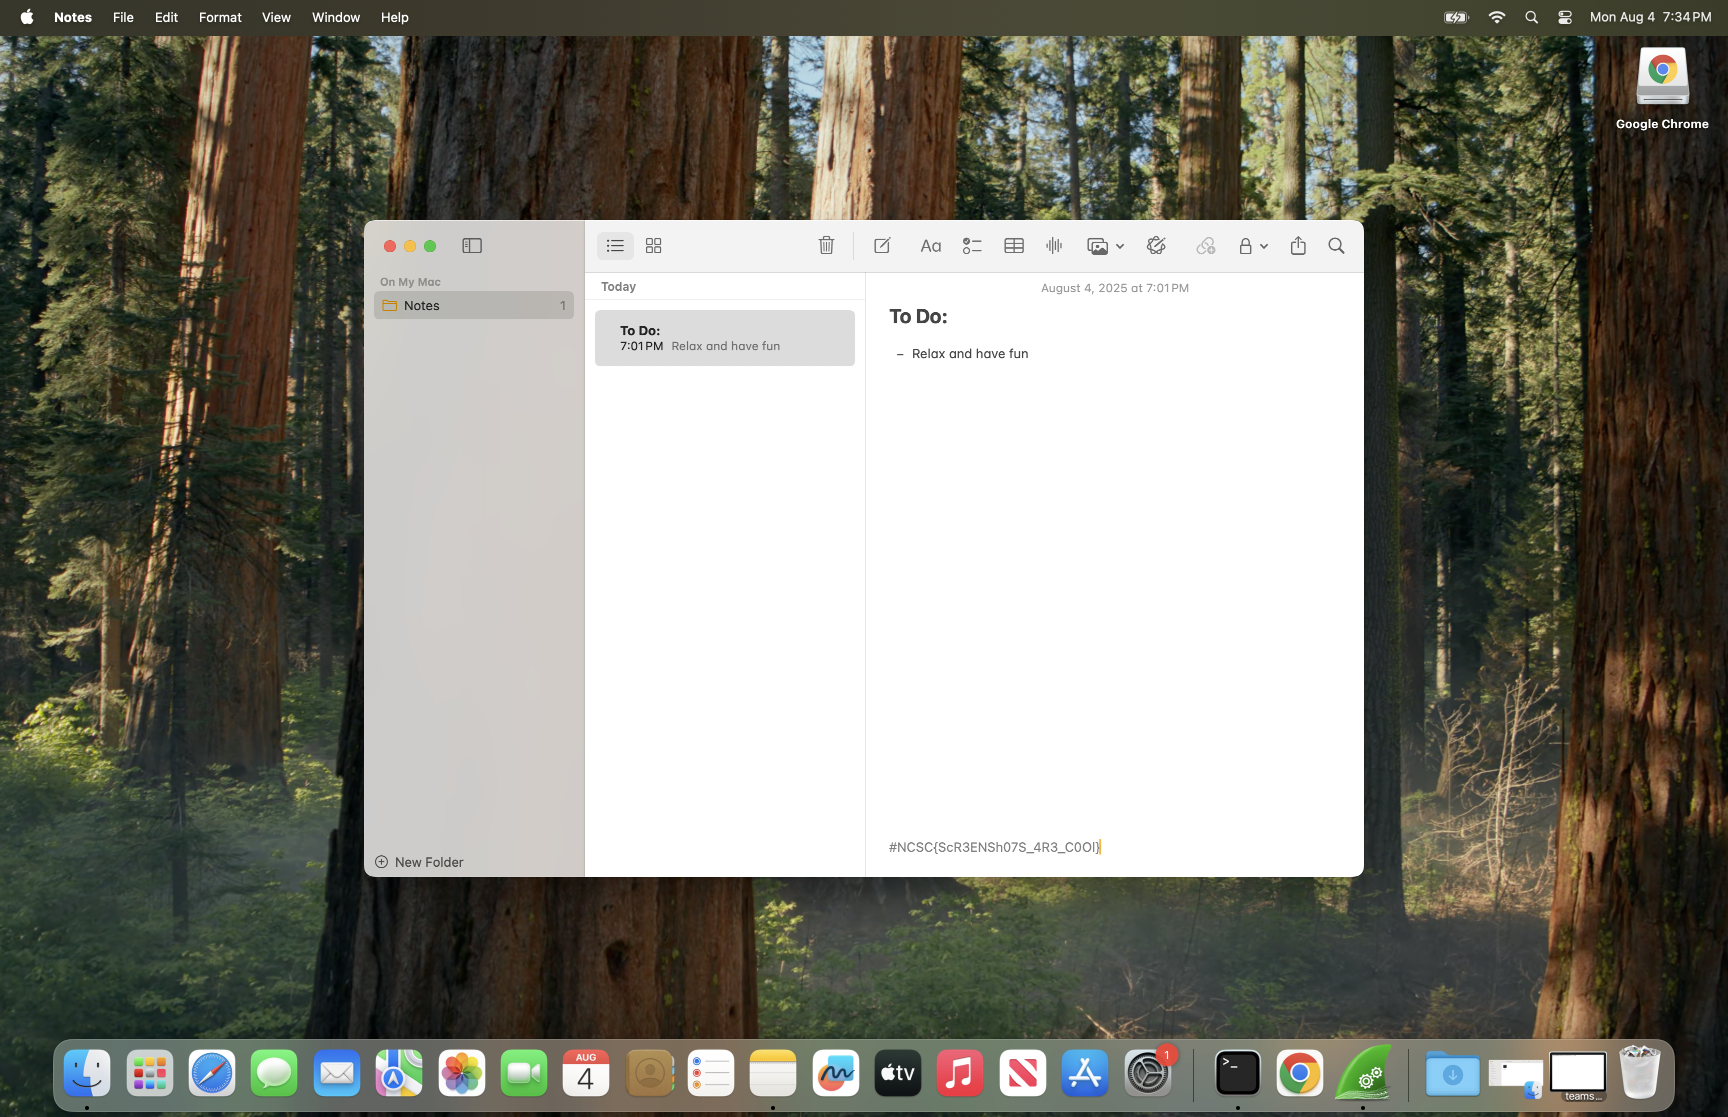 Notes File Edit Format View Window Help Mon Aug 4 7:34 PM
Google Chrome
On My Mac
Notes 1
New Folder
Aa
Today
To Do:
7:01 PM Relax and have fun
August 4, 2025 at 7:01 PM
To Do:
– Relax and have fun
#NCSC{ScR3ENSh07S_4R3_C0Ol}
AUG
4
tv
1
>_
teams...